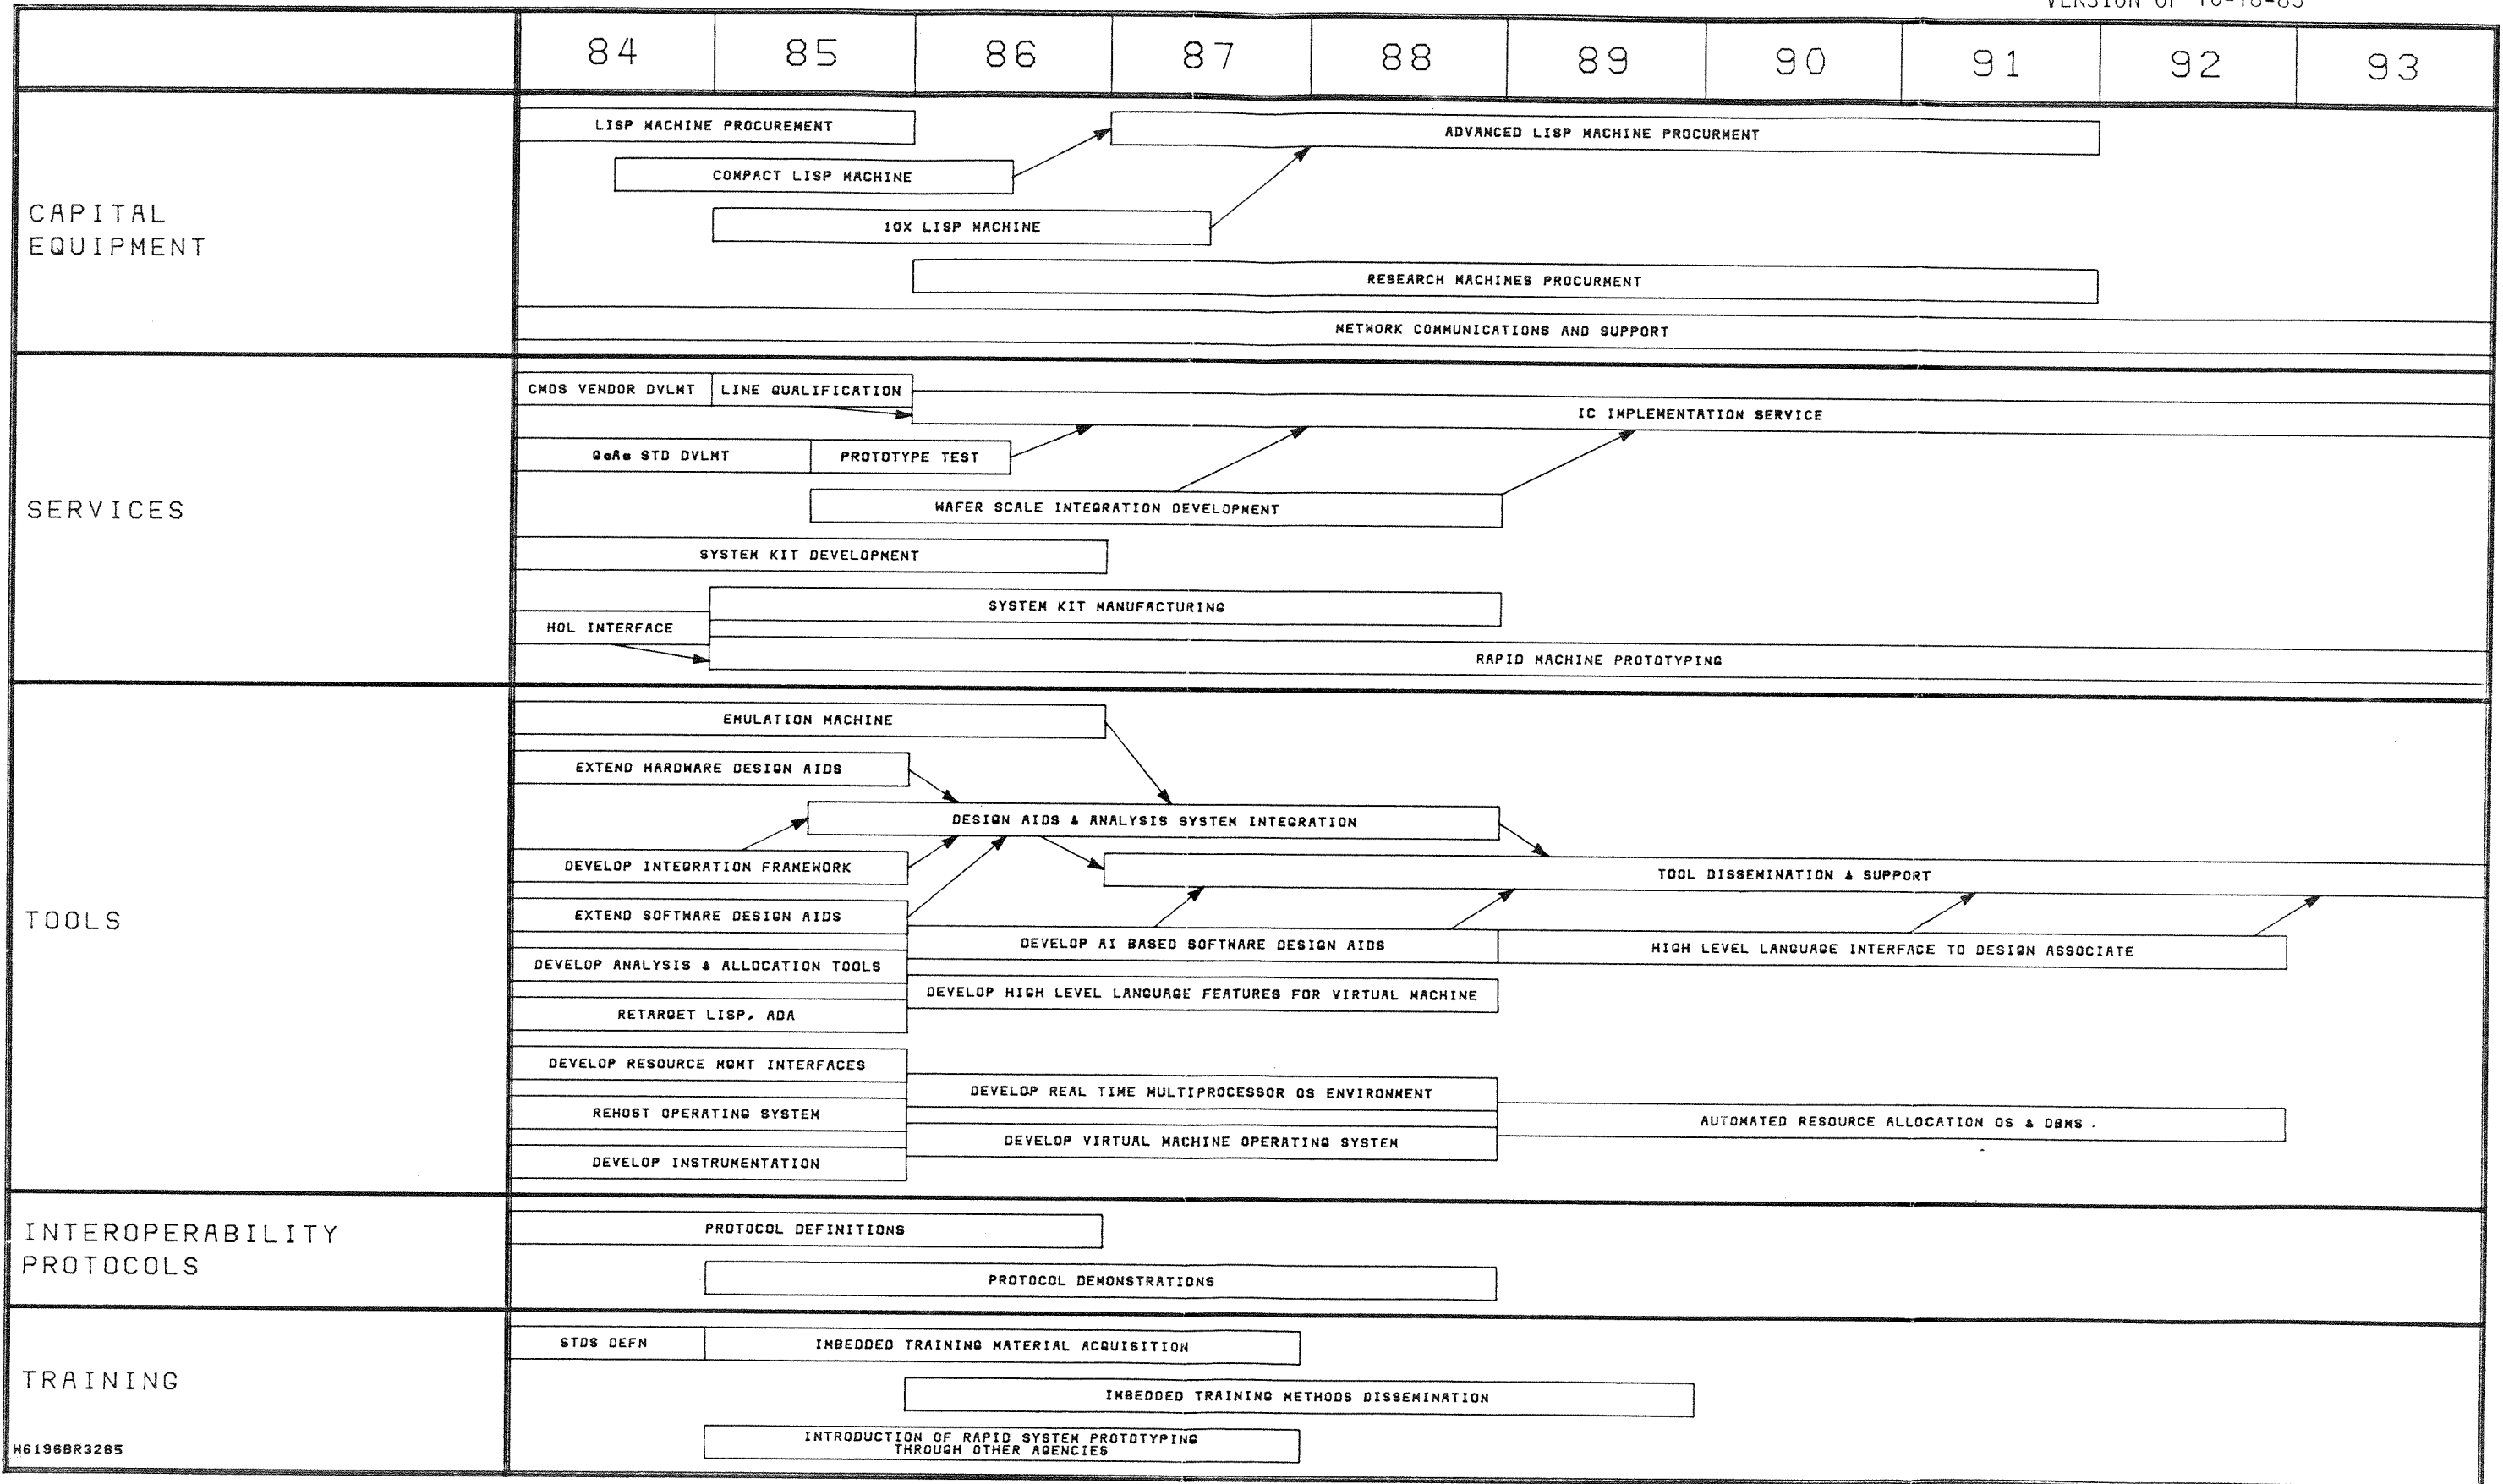 VERSION OF 10-18-83
84 85 86 87 88 89 90 91 92 93
CAPITAL
EQUIPMENT
LISP MACHINE PROCUREMENT
ADVANCED LISP MACHINE PROCURMENT
COMPACT LISP MACHINE
10X LISP MACHINE
RESEARCH MACHINES PROCURMENT
NETWORK COMMUNICATIONS AND SUPPORT
SERVICES
CMOS VENDOR DVLMT
LINE QUALIFICATION
IC IMPLEMENTATION SERVICE
GaAs STD DVLMT
PROTOTYPE TEST
WAFER SCALE INTEGRATION DEVELOPMENT
SYSTEM KIT DEVELOPMENT
SYSTEM KIT MANUFACTURING
HOL INTERFACE
RAPID MACHINE PROTOTYPING
TOOLS
EMULATION MACHINE
EXTEND HARDWARE DESIGN AIDS
DESIGN AIDS & ANALYSIS SYSTEM INTEGRATION
DEVELOP INTEGRATION FRAMEWORK
TOOL DISSEMINATION & SUPPORT
EXTEND SOFTWARE DESIGN AIDS
DEVELOP AI BASED SOFTWARE DESIGN AIDS
HIGH LEVEL LANGUAGE INTERFACE TO DESIGN ASSOCIATE
DEVELOP ANALYSIS & ALLOCATION TOOLS
DEVELOP HIGH LEVEL LANGUAGE FEATURES FOR VIRTUAL MACHINE
RETARGET LISP, ADA
DEVELOP RESOURCE MGMT INTERFACES
DEVELOP REAL TIME MULTIPROCESSOR OS ENVIRONMENT
REHOST OPERATING SYSTEM
AUTOMATED RESOURCE ALLOCATION OS & DBMS .
DEVELOP VIRTUAL MACHINE OPERATING SYSTEM
DEVELOP INSTRUMENTATION
INTEROPERABILITY
PROTOCOLS
PROTOCOL DEFINITIONS
PROTOCOL DEMONSTRATIONS
TRAINING
STDS DEFN
IMBEDDED TRAINING MATERIAL ACQUISITION
IMBEDDED TRAINING METHODS DISSEMINATION
INTRODUCTION OF RAPID SYSTEM PROTOTYPING
THROUGH OTHER AGENCIES
W6196BR3285